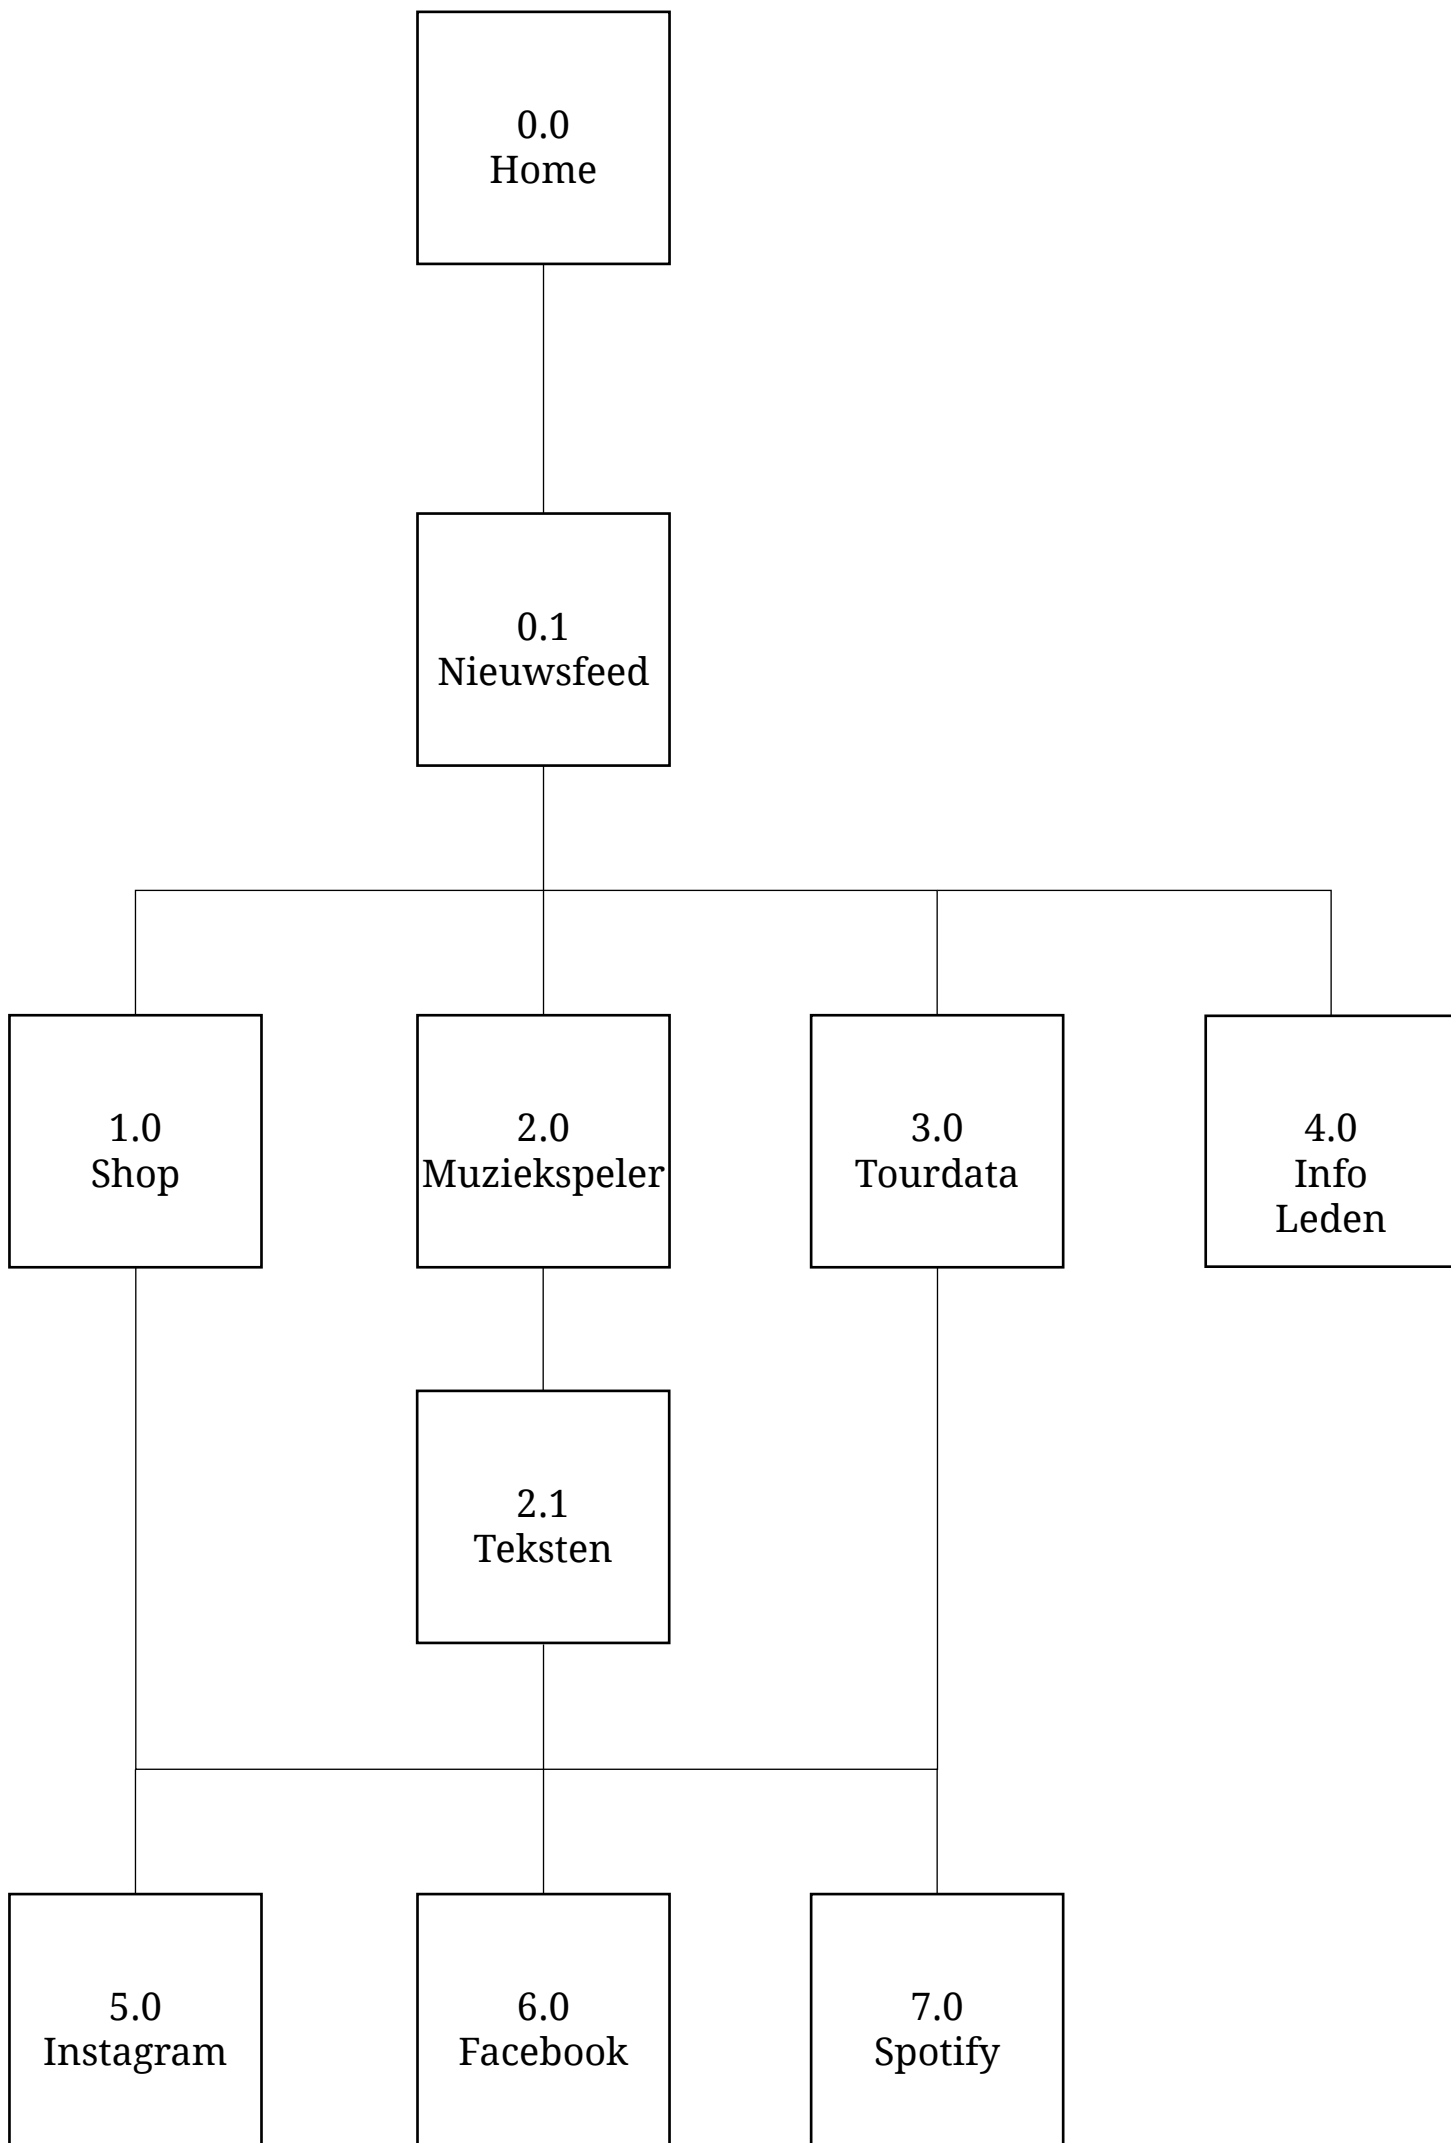 0.0
Home
0.1
Nieuwsfeed
1.0
Shop
2.0
Muziekspeler
3.0
Tourdata
4.0
Info
Leden
2.1
Teksten
5.0
Instagram
6.0
Facebook
7.0
Spotify